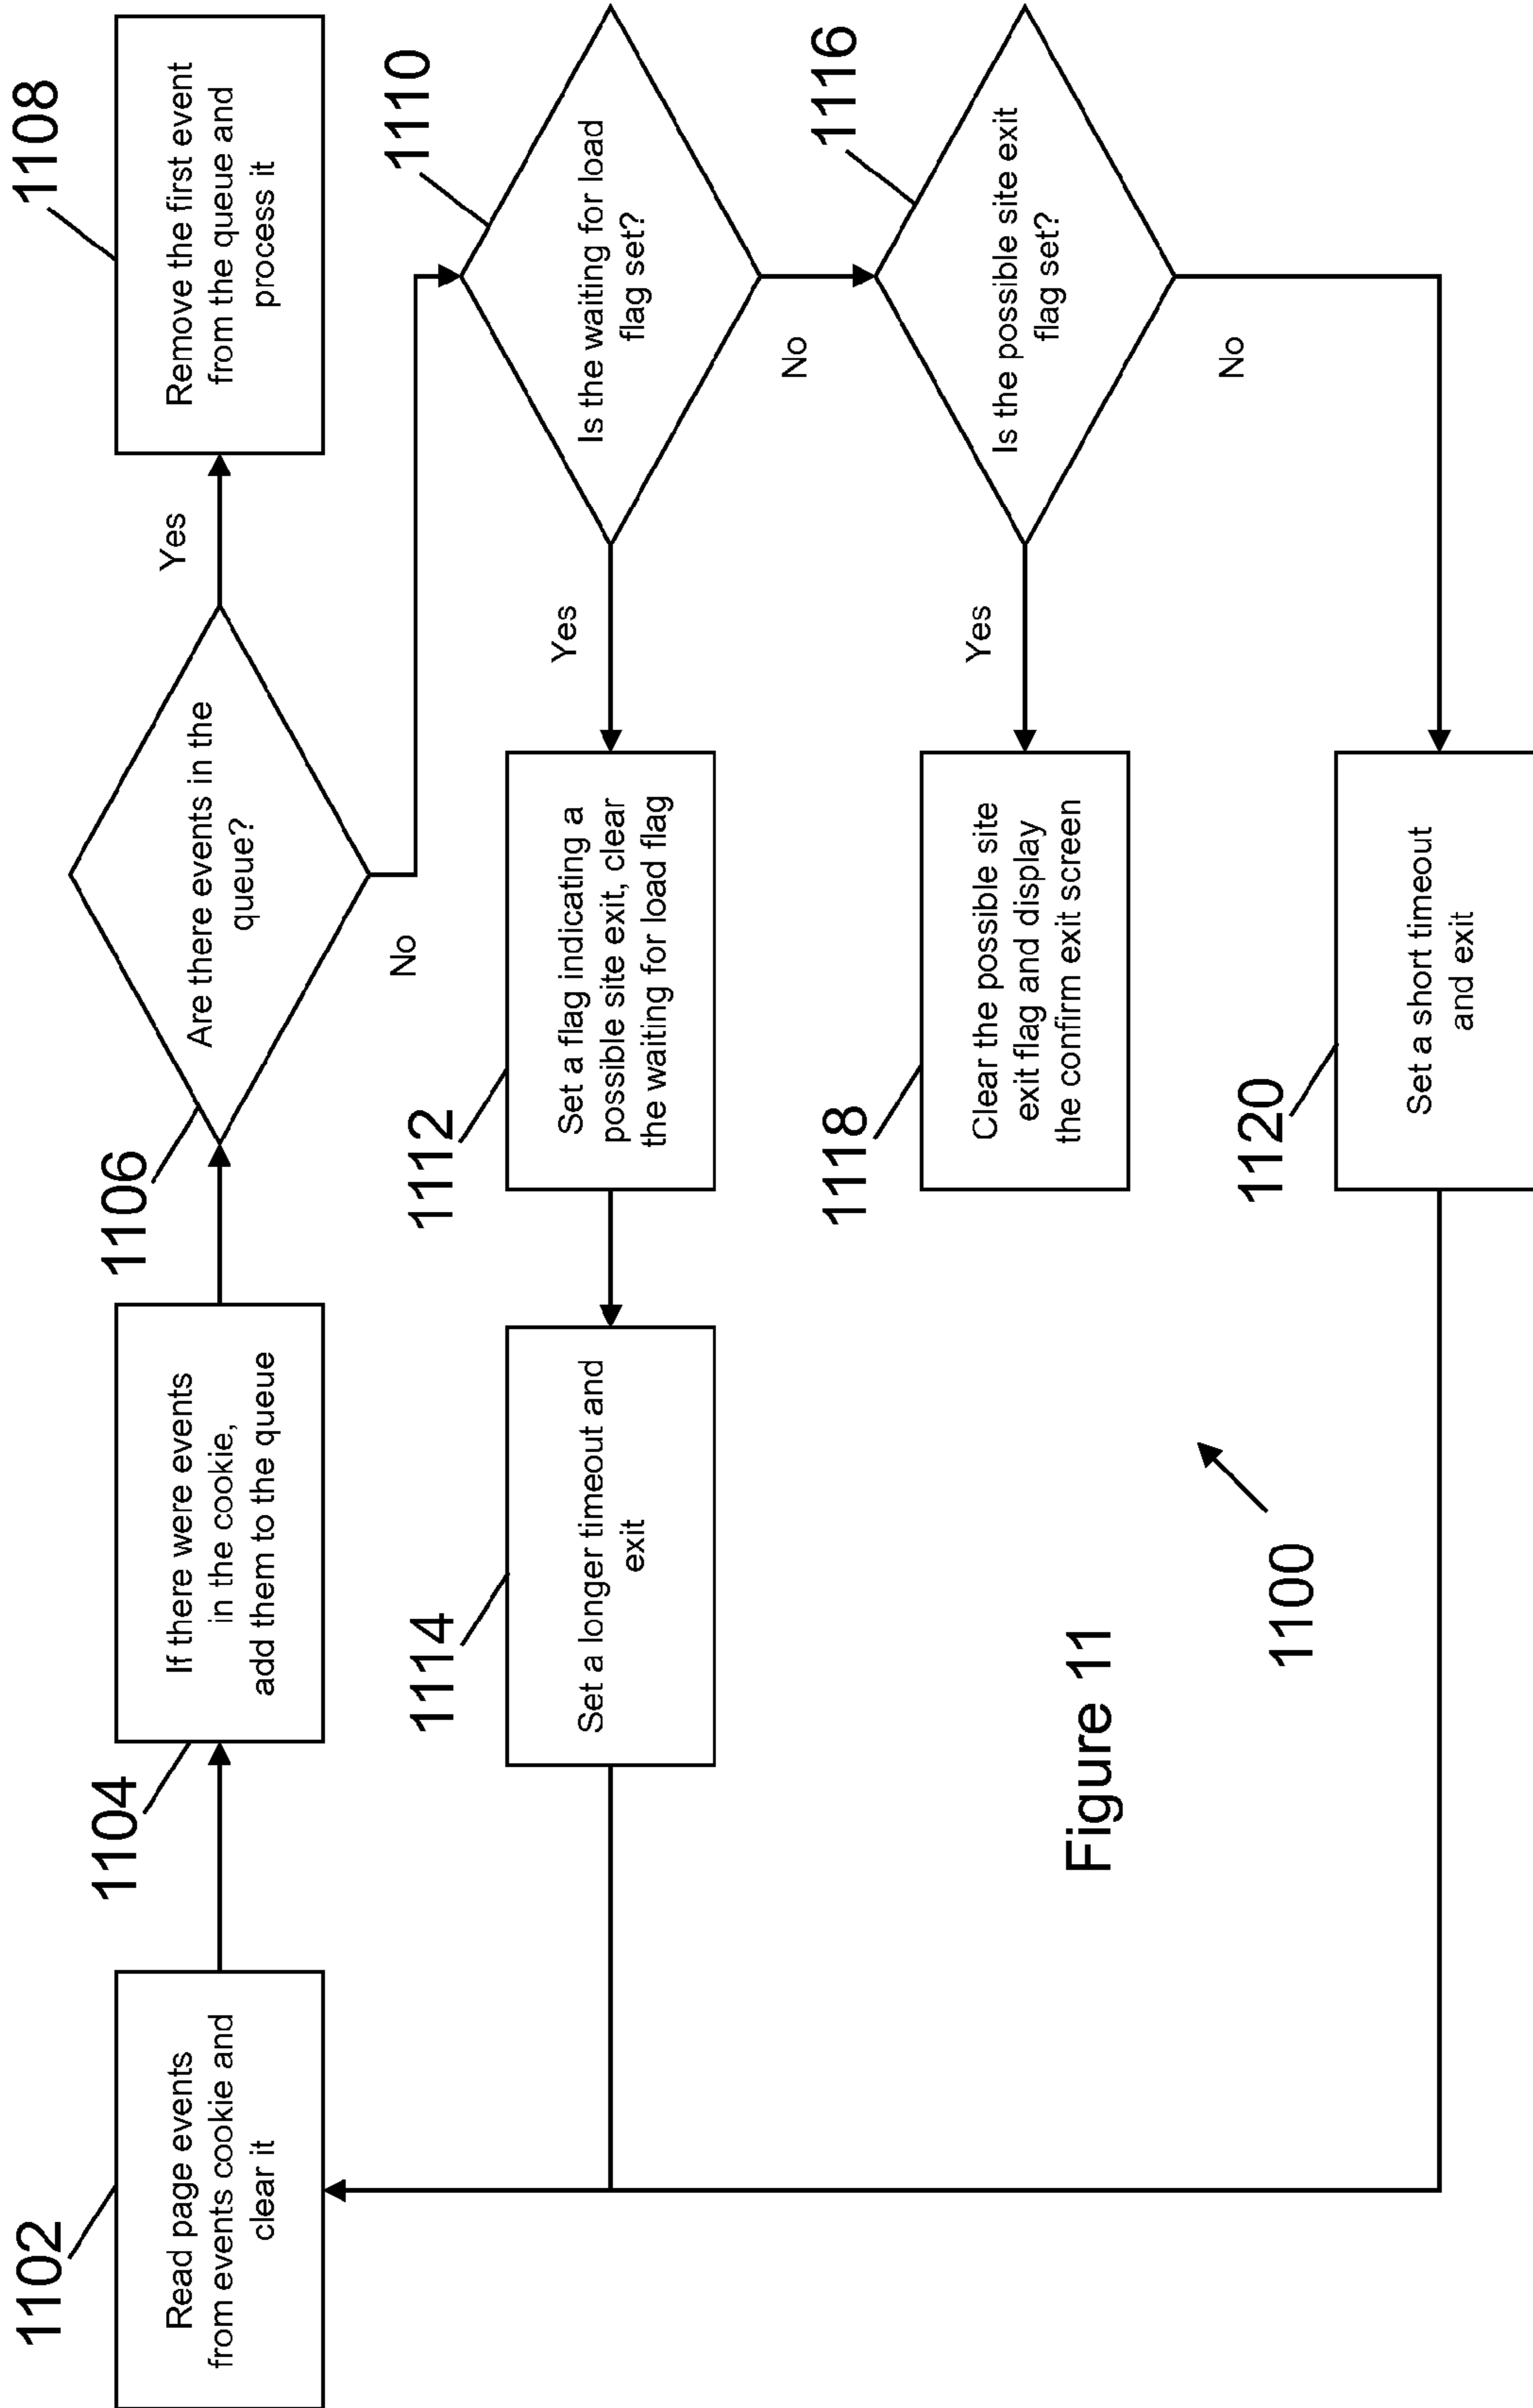 1102
Read page events
from events cookie and
clear it
1104
If there were events
in the cookie,
add them to the queue
1106
Are there events in the
queue?
Yes
No
1108
Remove the first event
from the queue and
process it
1110
Is the waiting for load
flag set?
Yes
No
1112
Set a flag indicating a
possible site exit, clear
the waiting for load flag
1114
Set a longer timeout and
exit
1116
Is the possible site exit
flag set?
Yes
No
1118
Clear the possible site
exit flag and display
the confirm exit screen
1120
Set a short timeout
and exit
1100
Figure 11